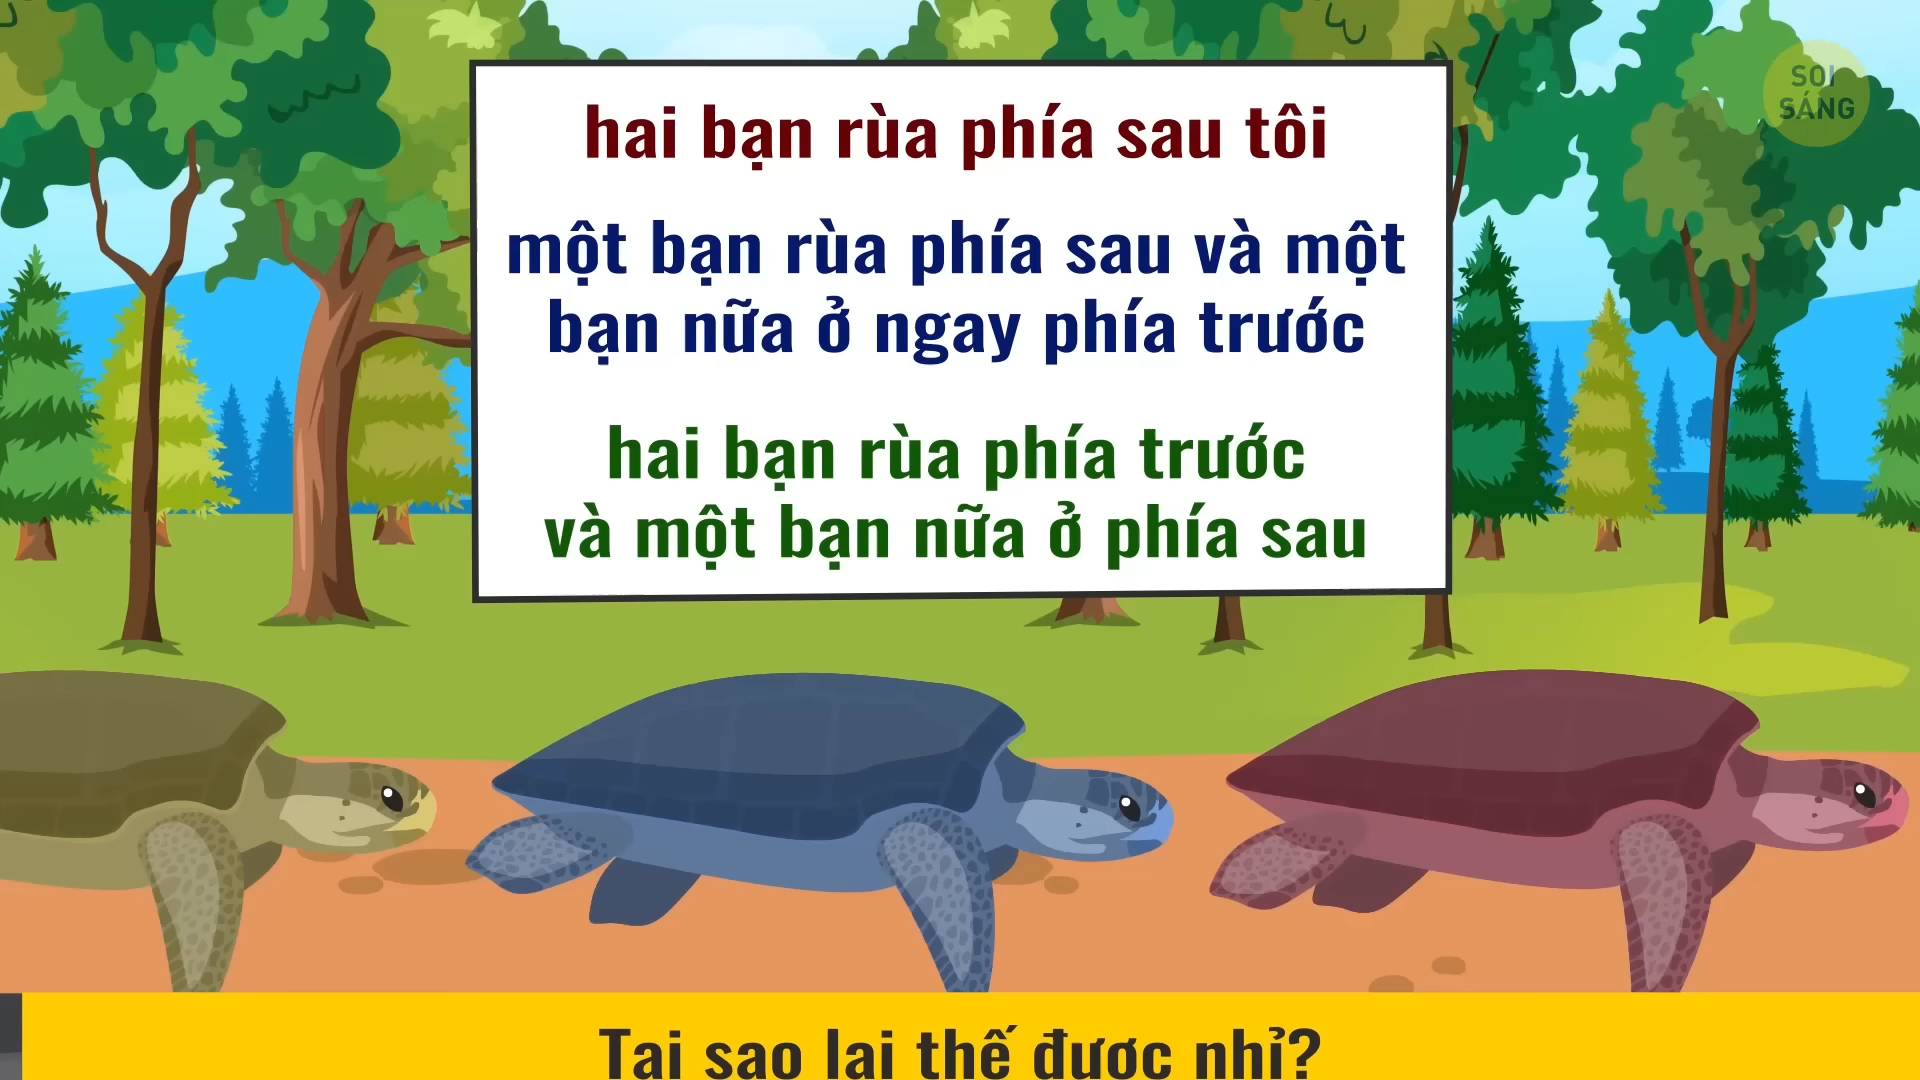 SOI
SÁNG
hai bạn rùa phía sau tôi
một bạn rùa phía sau và một
bạn nữa ở ngay phía trước
hai bạn rùa phía trước
và một bạn nữa ở phía sau
Tại sao lại thế được nhỉ?